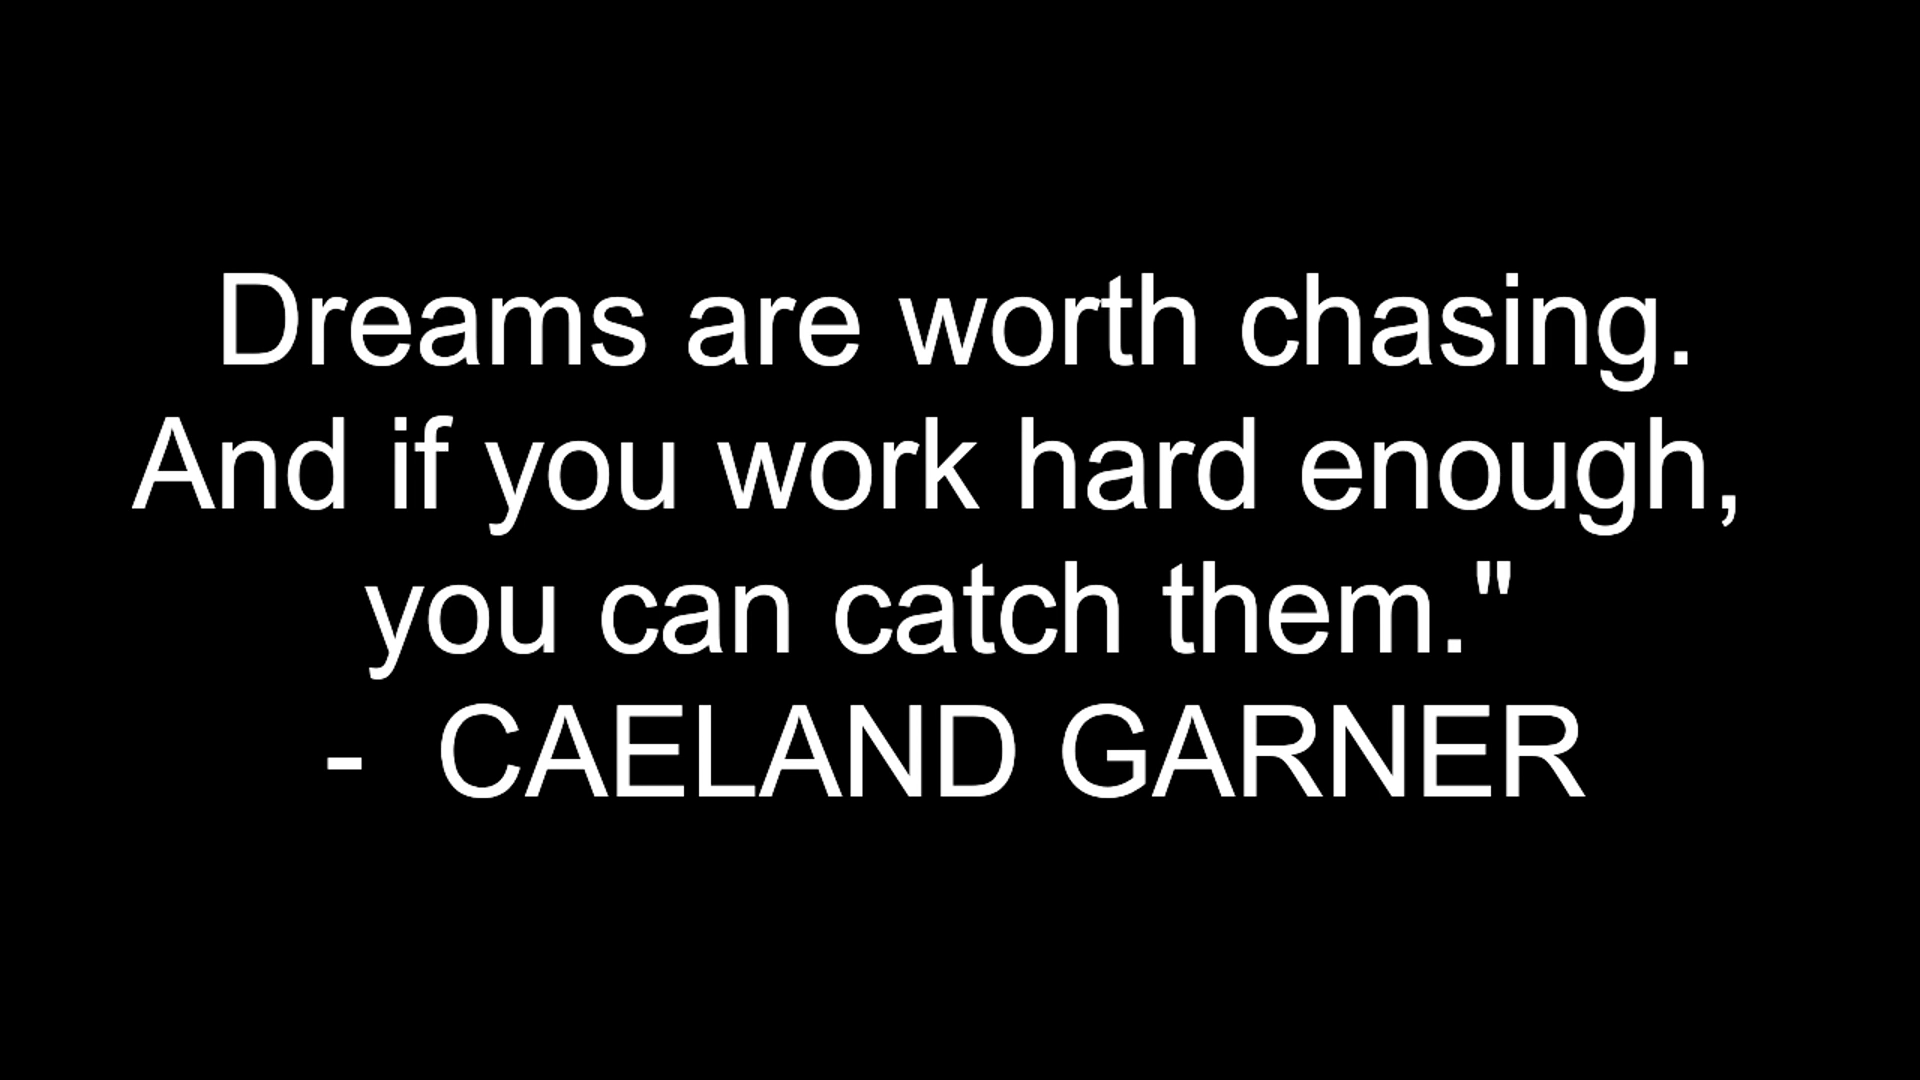 Dreams are worth chasing.
And if you work hard enough,
you can catch them."
-  CAELAND GARNER